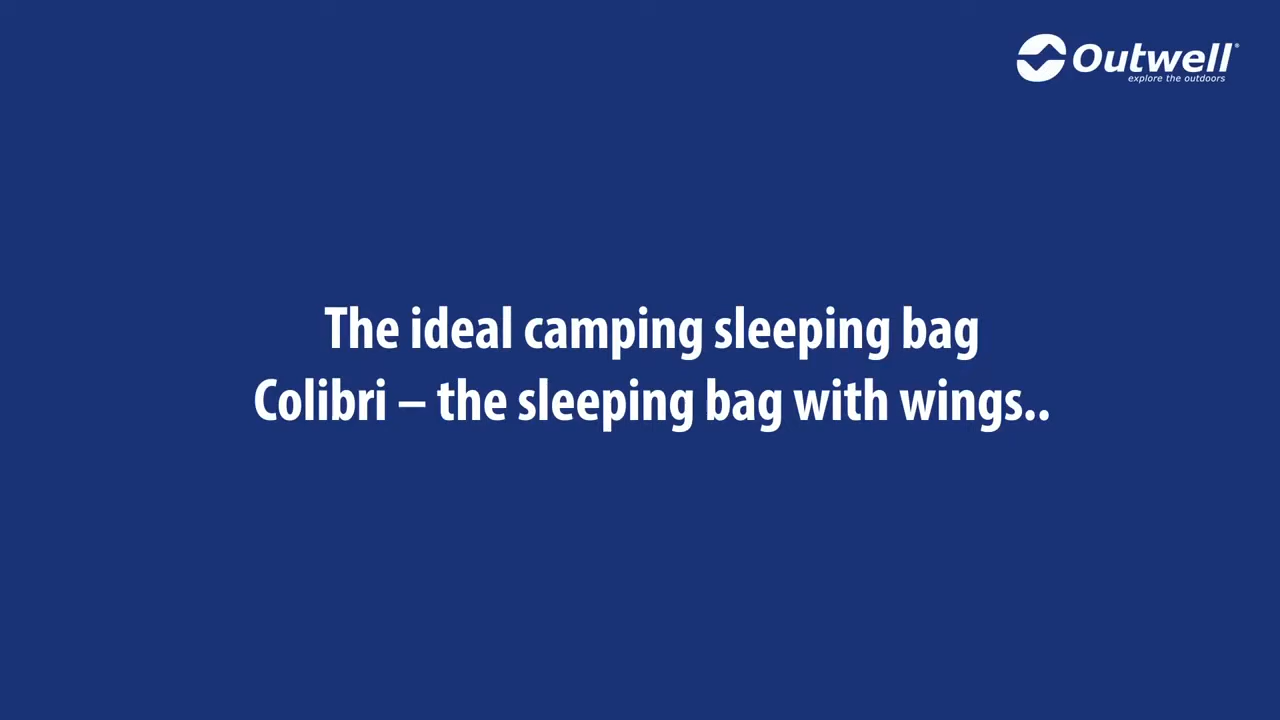 Outwell®
explore the outdoors
The ideal camping sleeping bag
Colibri – the sleeping bag with wings..